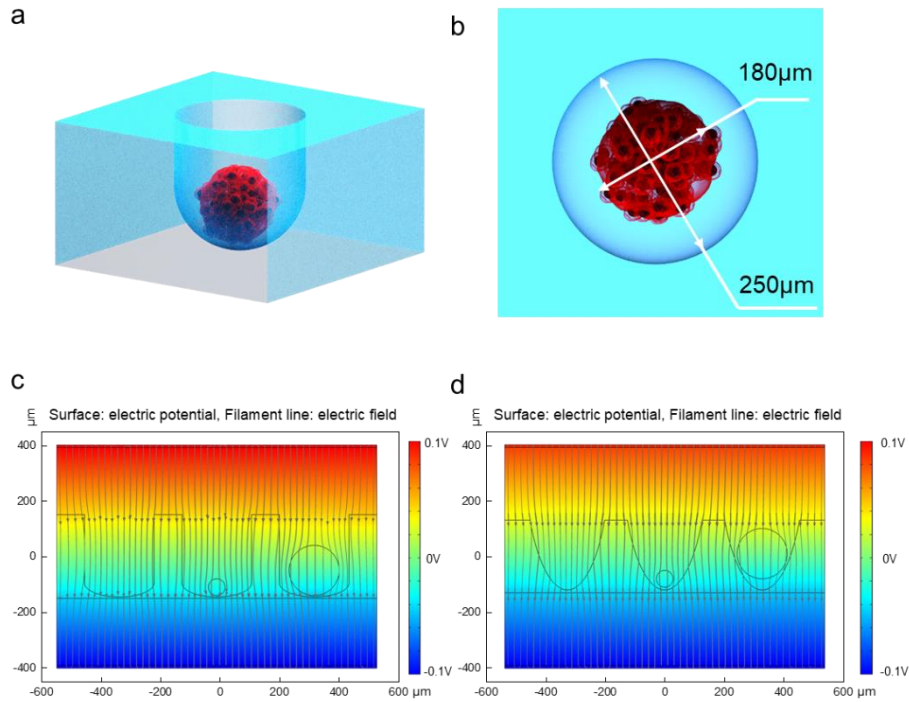 a
b
180µm
250µm
c
d
Surface: electric potential, Filament line: electric field
µm
400
200
0
-200
-400
-600
-400
-200
0
200
400
600
µm
0.1V
0V
-0.1V
Surface: electric potential, Filament line: electric field
µm
400
200
0
-200
-400
-600
-400
-200
0
200
400
600
µm
0.1V
0V
-0.1V